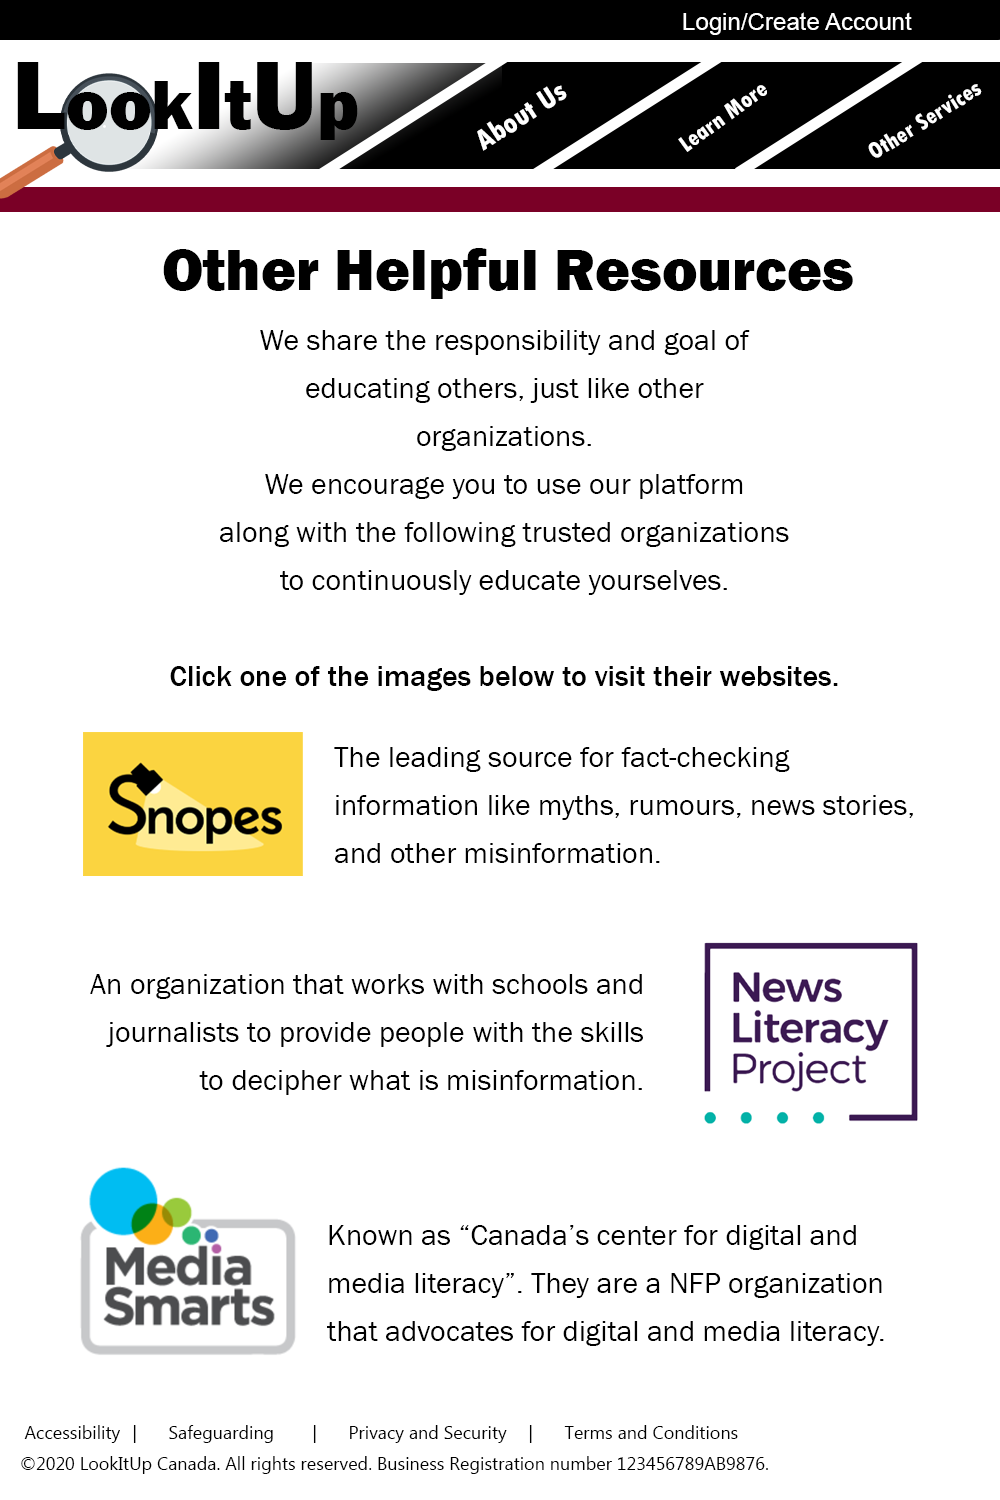 Login/Create Account
LookItUp
About Us
Learn More
Other Services
Other Helpful Resources
We share the responsibility and goal of
educating others, just like other
organizations.
We encourage you to use our platform
along with the following trusted organizations
to continuously educate yourselves.
Click one of the images below to visit their websites.
Snopes
The leading source for fact-checking
information like myths, rumours, news stories,
and other misinformation.
An organization that works with schools and
journalists to provide people with the skills
to decipher what is misinformation.
News
Literacy
Project
Media
Smarts
Known as “Canada’s center for digital and
media literacy”. They are a NFP organization
that advocates for digital and media literacy.
Accessibility | Safeguarding | Privacy and Security | Terms and Conditions
©2020 LookItUp Canada. All rights reserved. Business Registration number 123456789AB9876.